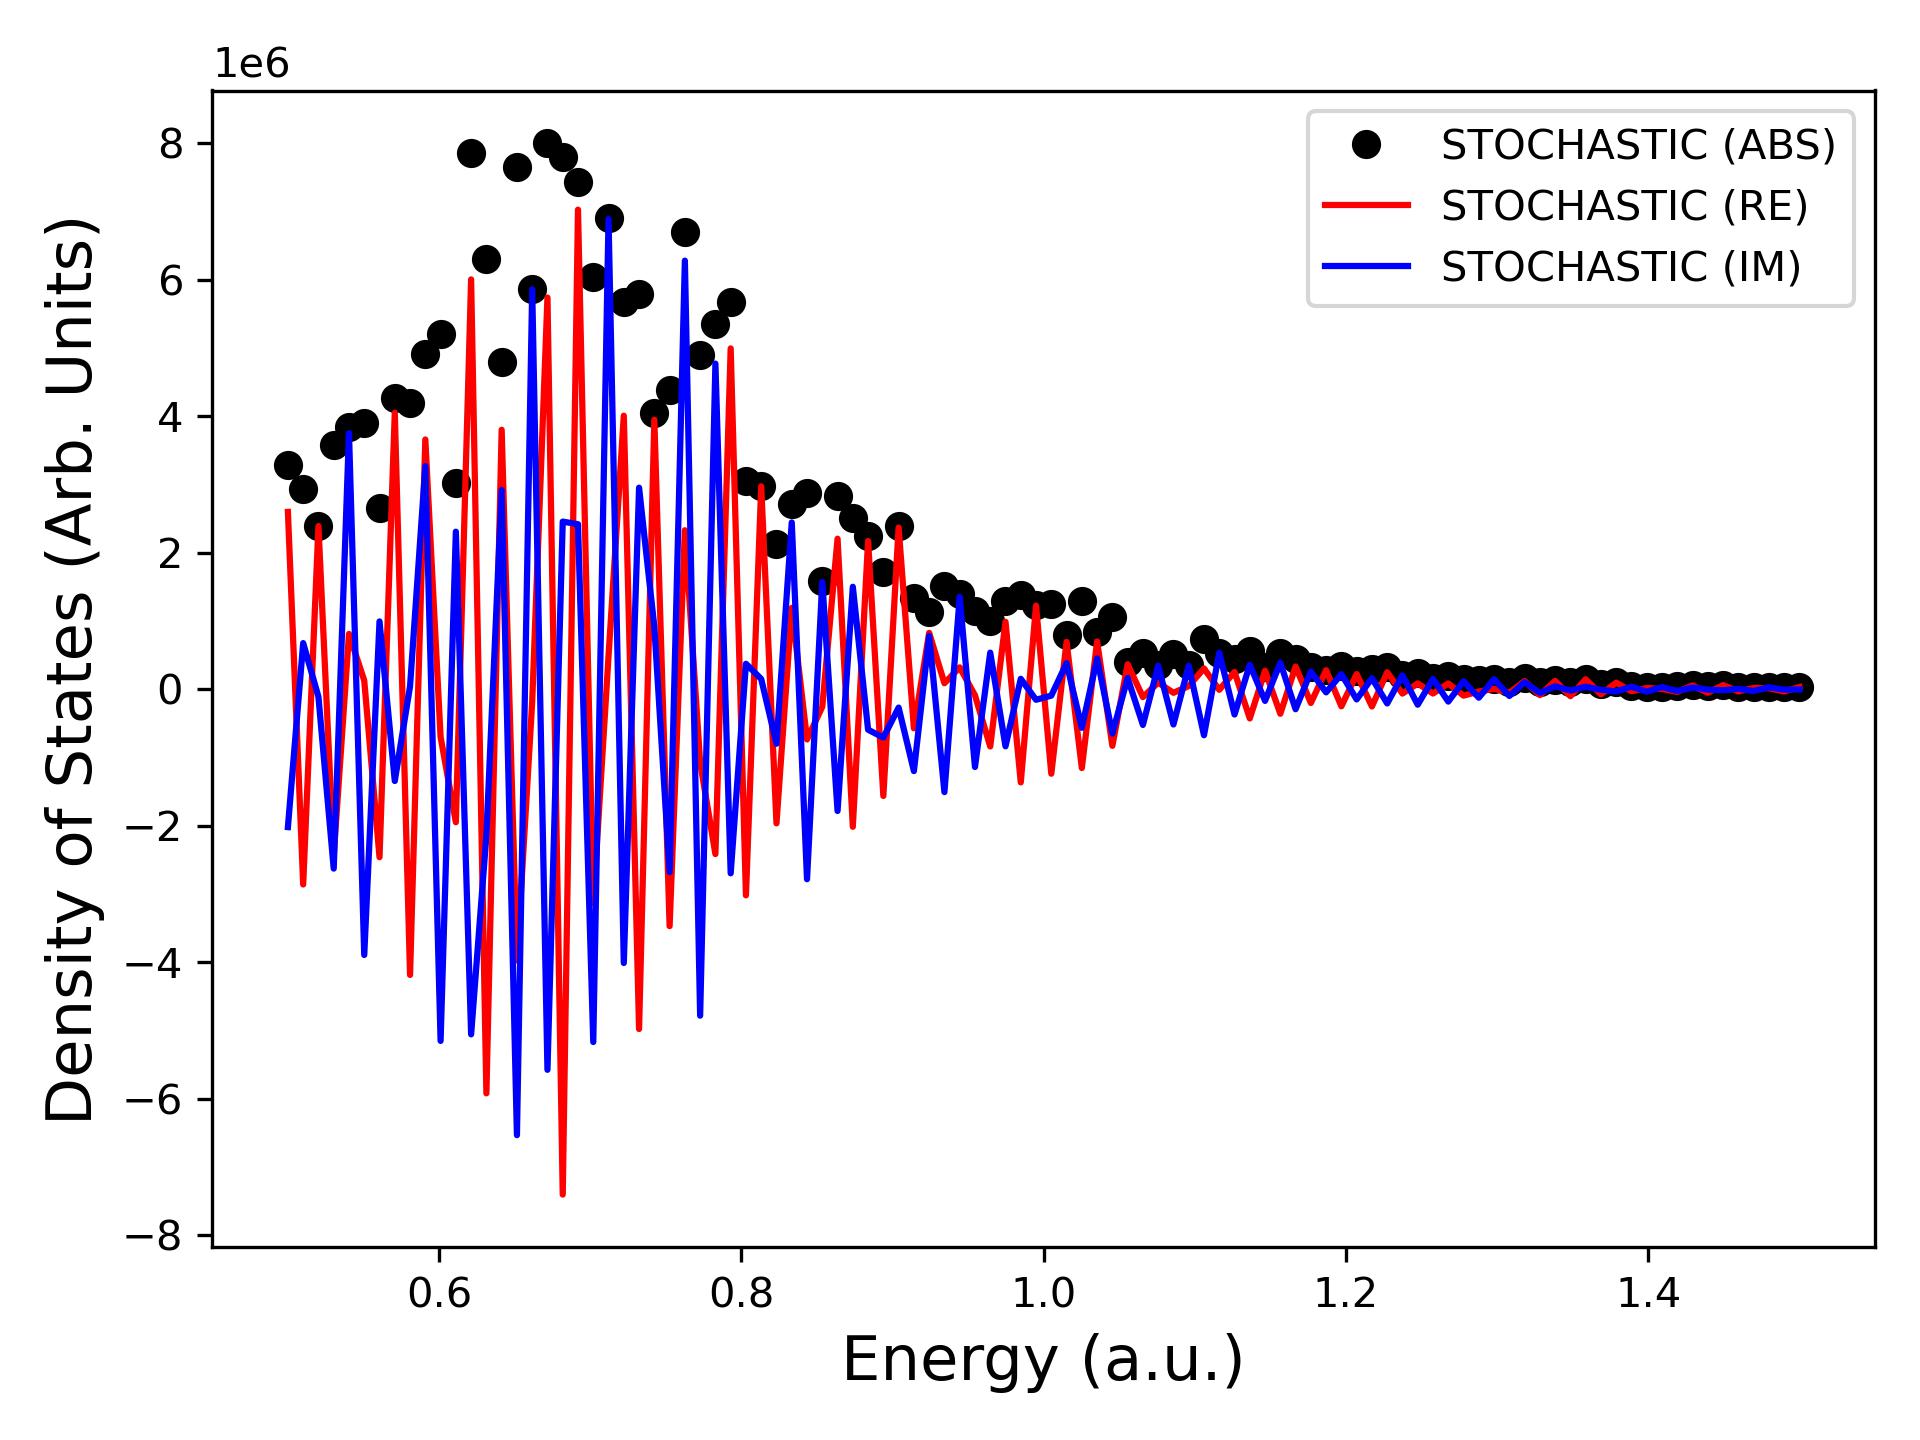 1e6
8
6
4
2
0
−2
−4
−6
−8
Density of States (Arb. Units)
STOCHASTIC (ABS)
STOCHASTIC (RE)
STOCHASTIC (IM)
0.6 0.8 1.0 1.2 1.4
Energy (a.u.)